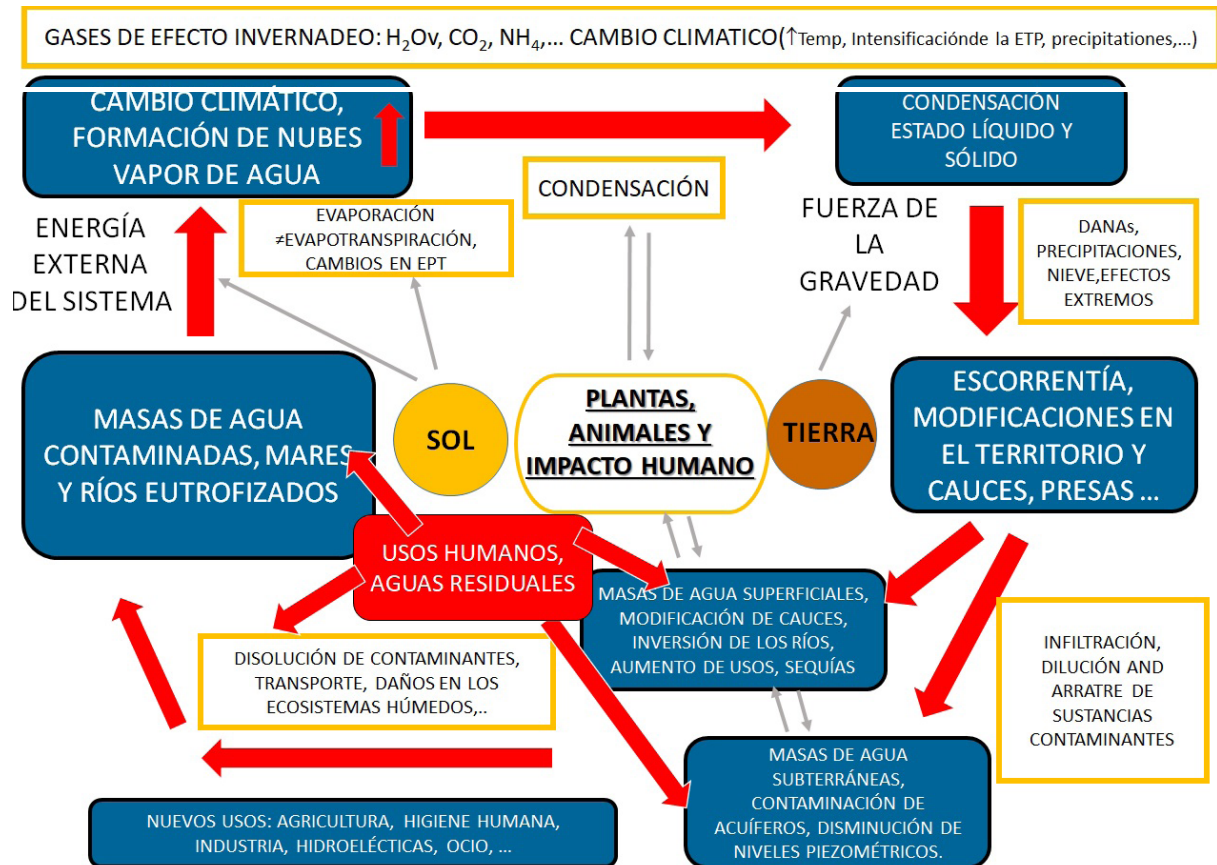 GASES DE EFECTO INVERNADEO: H₂Ov, CO₂, NH₄,... CAMBIO CLIMATICO(↑Temp, Intensificaciónde la ETP, precipitationes,...)
CAMBIO CLIMÁTICO,
FORMACIÓN DE NUBES
VAPOR DE AGUA
CONDENSACIÓN
ESTADO LÍQUIDO Y
SÓLIDO
CONDENSACIÓN
ENERGÍA
EXTERNA
DEL SISTEMA
EVAPORACIÓN
≠EVAPOTRANSPIRACIÓN,
CAMBIOS EN EPT
FUERZA DE
LA
GRAVEDAD
DANAs,
PRECIPITACIONES,
NIEVE,EFECTOS
EXTREMOS
MASAS DE AGUA
CONTAMINADAS, MARES
Y RÍOS EUTROFIZADOS
SOL
PLANTAS,
ANIMALES Y
IMPACTO HUMANO
TIERRA
ESCORRENTÍA,
MODIFICACIONES EN
EL TERRITORIO Y
CAUCES, PRESAS ...
USOS HUMANOS,
AGUAS RESIDUALES
MASAS DE AGUA SUPERFICIALES,
MODIFICACIÓN DE CAUCES,
INVERSIÓN DE LOS RÍOS,
AUMENTO DE USOS, SEQUÍAS
DISOLUCIÓN DE CONTAMINANTES,
TRANSPORTE, DAÑOS EN LOS
ECOSISTEMAS HÚMEDOS,..
INFILTRACIÓN,
DILUCIÓN AND
ARRATRE DE
SUSTANCIAS
CONTAMINANTES
MASAS DE AGUA
SUBTERRÁNEAS,
CONTAMINACIÓN DE
ACUÍFEROS, DISMINUCIÓN DE
NIVELES PIEZOMÉTRICOS.
NUEVOS USOS: AGRICULTURA, HIGIENE HUMANA,
INDUSTRIA, HIDROELÉCTICAS, OCIO, ...